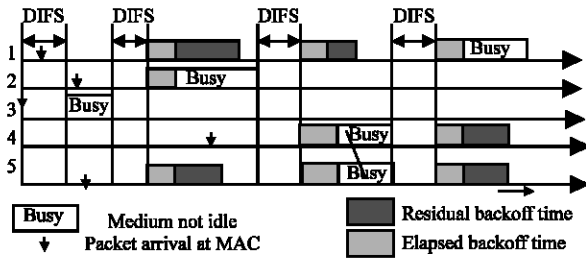 DIFS DIFS DIFS DIFS
1 Busy
2 Busy
3 Busy
4 Busy
5 Busy
Busy Medium not idle
Packet arrival at MAC
Residual backoff time
Elapsed backoff time